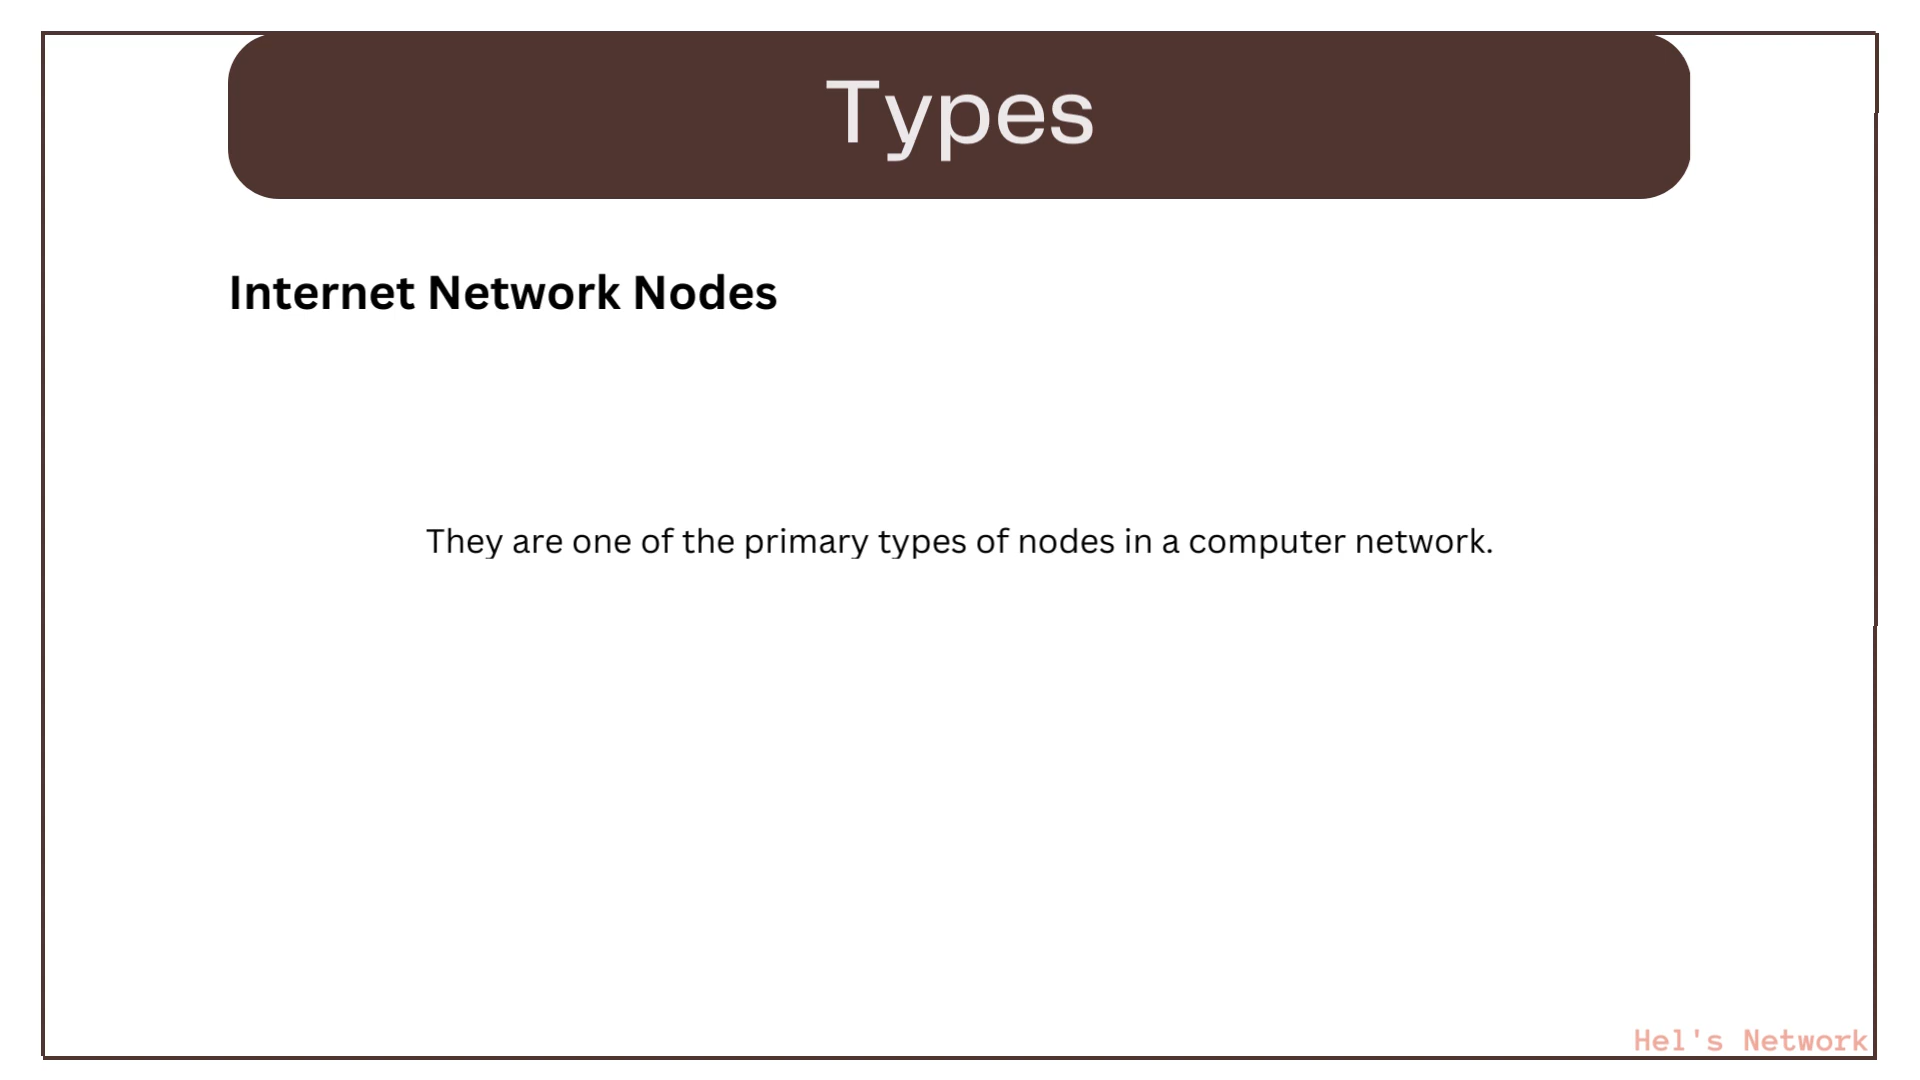 Types
Internet Network Nodes
They are one of the primary types of nodes in a computer network.
Hel's Network